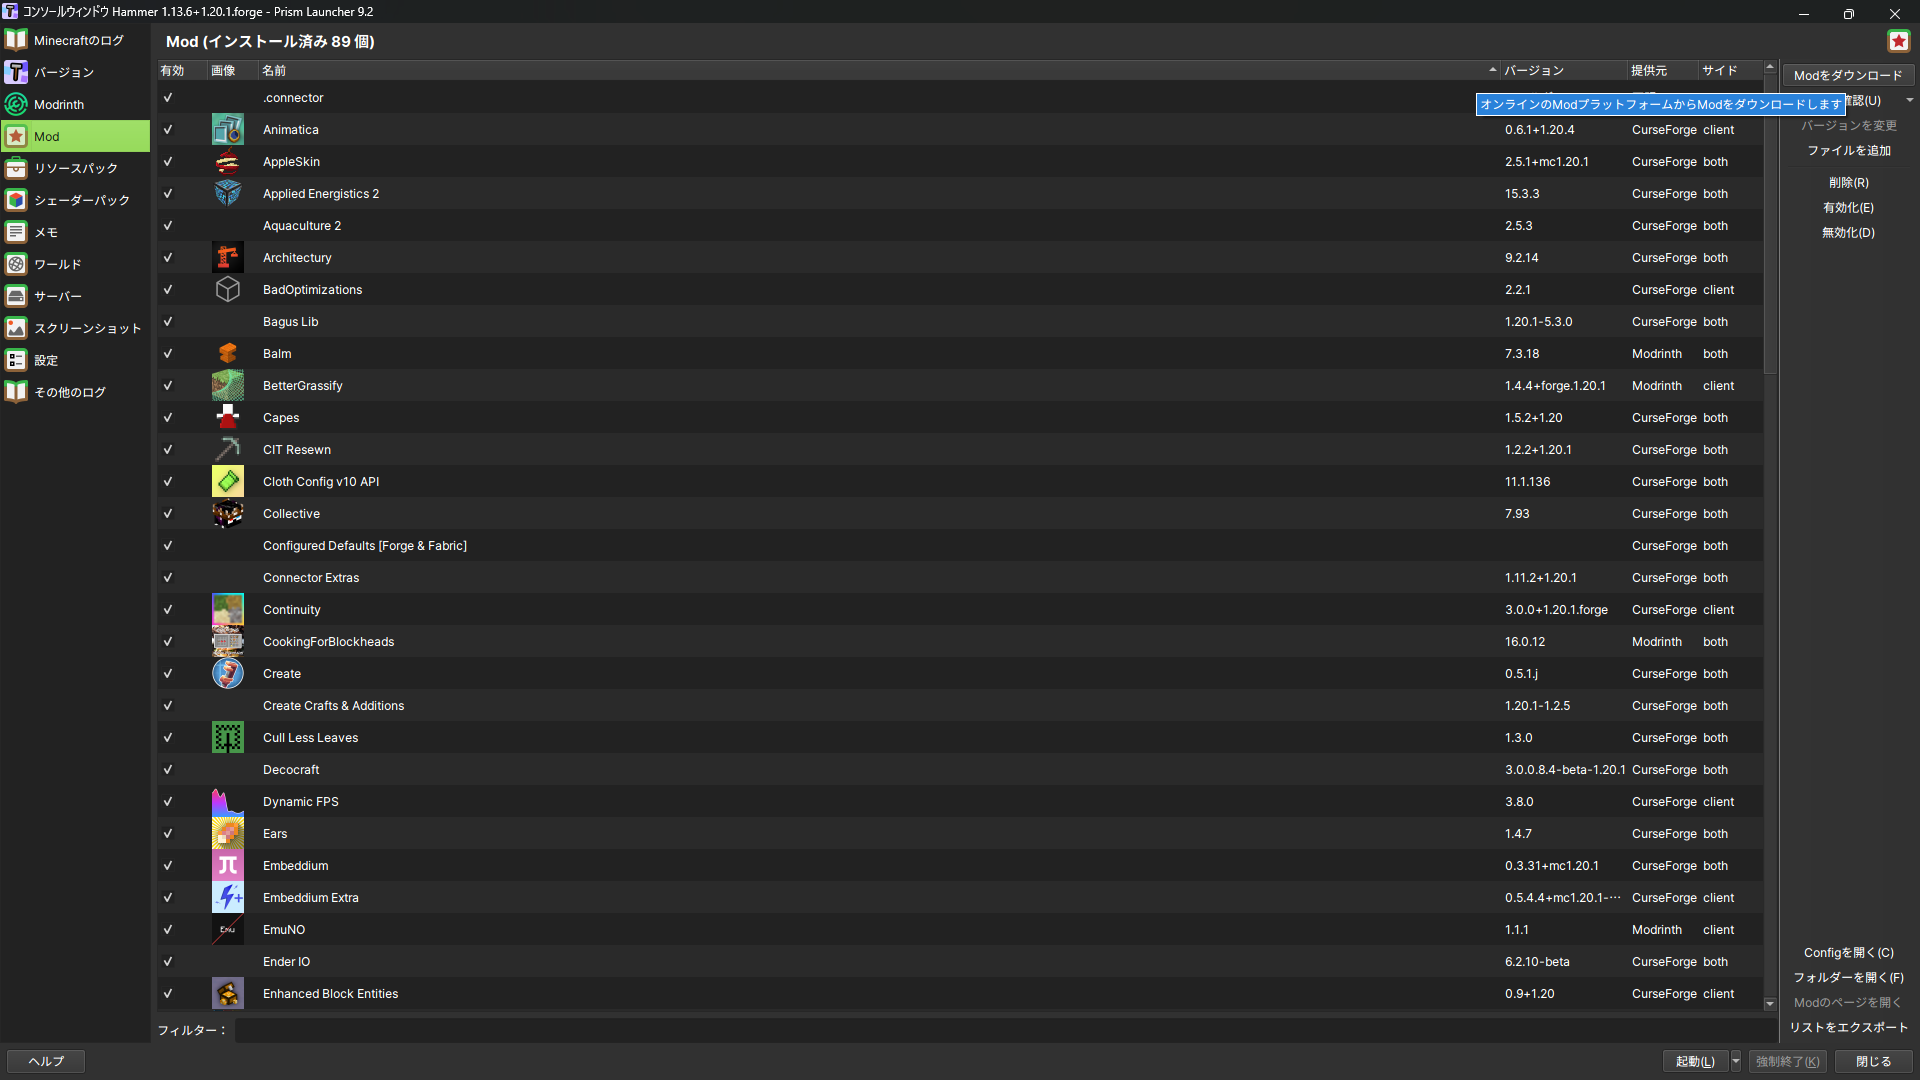 コンソールウィンドウ Hammer 1.13.6+1.20.1.forge - Prism Launcher 9.2
Minecraftのログ
バージョン
Modrinth
Mod
リソースパック
シェーダーパック
メモ
ワールド
サーバー
スクリーンショット
設定
その他のログ
Mod (インストール済み 89 個)
有効 画像 名前 バージョン 提供元 サイド
.connector
Animatica 0.6.1+1.20.4 CurseForge client
AppleSkin 2.5.1+mc1.20.1 CurseForge both
Applied Energistics 2 15.3.3 CurseForge both
Aquaculture 2 2.5.3 CurseForge both
Architectury 9.2.14 CurseForge both
BadOptimizations 2.2.1 CurseForge client
Bagus Lib 1.20.1-5.3.0 CurseForge both
Balm 7.3.18 Modrinth both
BetterGrassify 1.4.4+forge.1.20.1 Modrinth client
Capes 1.5.2+1.20 CurseForge both
CIT Resewn 1.2.2+1.20.1 CurseForge both
Cloth Config v10 API 11.1.136 CurseForge both
Collective 7.93 CurseForge both
Configured Defaults [Forge & Fabric] CurseForge both
Connector Extras 1.11.2+1.20.1 CurseForge both
Continuity 3.0.0+1.20.1.forge CurseForge client
CookingForBlockheads 16.0.12 Modrinth both
Create 0.5.1.j CurseForge both
Create Crafts & Additions 1.20.1-1.2.5 CurseForge both
Cull Less Leaves 1.3.0 CurseForge both
Decocraft 3.0.0.8.4-beta-1.20.1 CurseForge both
Dynamic FPS 3.8.0 CurseForge client
Ears 1.4.7 CurseForge both
Embeddium 0.3.31+mc1.20.1 CurseForge both
Embeddium Extra 0.5.4.4+mc1.20.1-… CurseForge client
Emu
EmuNO 1.1.1 Modrinth client
Ender IO 6.2.10-beta CurseForge both
Enhanced Block Entities 0.9+1.20 CurseForge client
フィルター：
Modをダウンロード
オンラインのModプラットフォームからModをダウンロードします
確認(U)
バージョンを変更
ファイルを追加
削除(R)
有効化(E)
無効化(D)
Configを開く(C)
フォルダーを開く(F)
Modのページを開く
リストをエクスポート
ヘルプ
起動(L)
強制終了(K)
閉じる